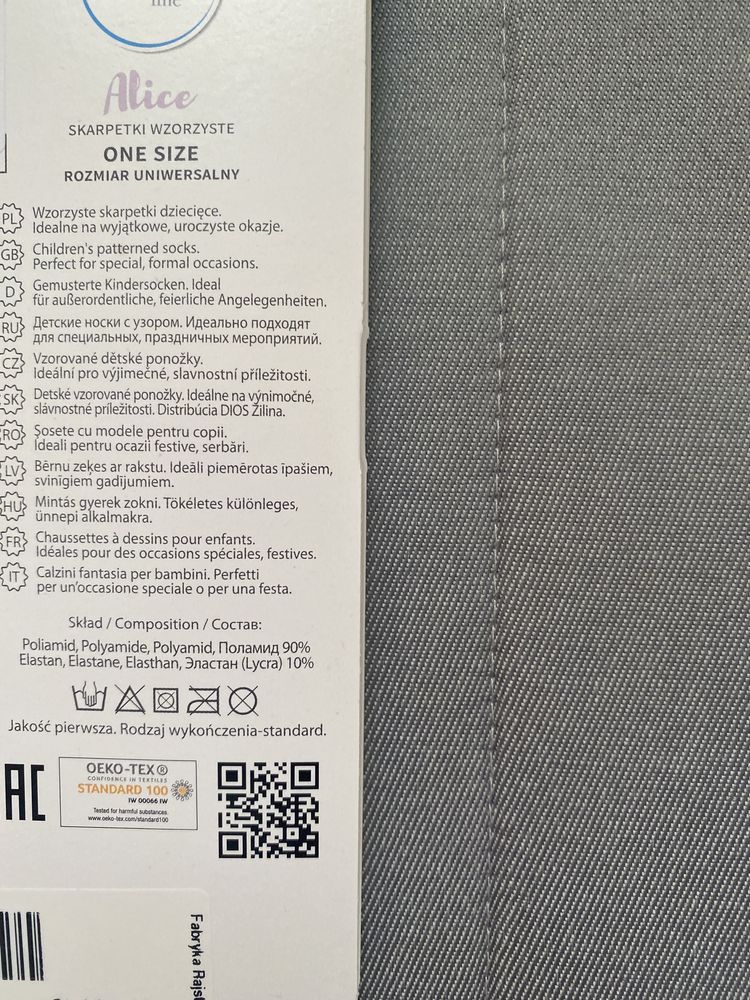 line
Alice
SKARPETKI WZORZYSTE
ONE SIZE
ROZMIAR UNIWERSALNY
PL Wzorzyste skarpetki dziecięce.
Idealne na wyjątkowe, uroczyste okazje.
GB Children's patterned socks.
Perfect for special, formal occasions.
D Gemusterte Kindersocken. Ideal
für außerordentliche, feierliche Angelegenheiten.
RU Детские носки с узором. Идеально подходят
для специальных, праздничных мероприятий.
CZ Vzorované dětské ponožky.
Ideální pro výjimečné, slavnostní příležitosti.
SK Detské vzorované ponožky. Ideálne na výnimočné,
slávnostné príležitosti. Distribúcia DIOS Žilina.
RO Șosete cu modele pentru copii.
Ideali pentru ocazii festive, serbări.
LV Bērnu zeķes ar rakstu. Ideāli piemērotas īpašiem,
svinīgiem gadījumiem.
HU Mintás gyerek zokni. Tökéletes különleges,
ünnepi alkalmakra.
FR Chaussettes à dessins pour enfants.
Idéales pour des occasions spéciales, festives.
IT Calzini fantasia per bambini. Perfetti
per un'occasione speciale o per una festa.
Skład / Composition / Состав:
Poliamid, Polyamide, Polyamid, Поламид 90%
Elastan, Elastane, Elasthan, Эластан (Lycra) 10%
Jakość pierwsza. Rodzaj wykończenia-standard.
EAC
OEKO-TEX®
CONFIDENCE IN TEXTILES
STANDARD 100
IW 00066 IW
Tested for harmful substances.
www.oeko-tex.com/standard100
Fabryka Rajst